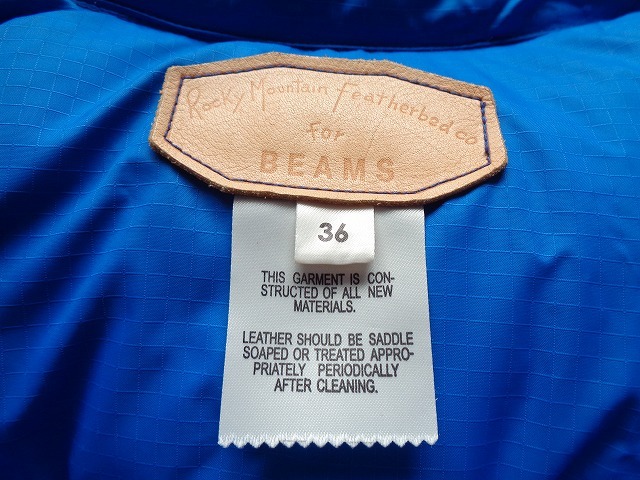 Rocky Mountain Featherbed Co
For
BEAMS
36
THIS GARMENT IS CON-
STRUCTED OF ALL NEW
MATERIALS.
LEATHER SHOULD BE SADDLE
SOAPED OR TREATED APPRO-
PRIATELY PERIODICALLY
AFTER CLEANING.